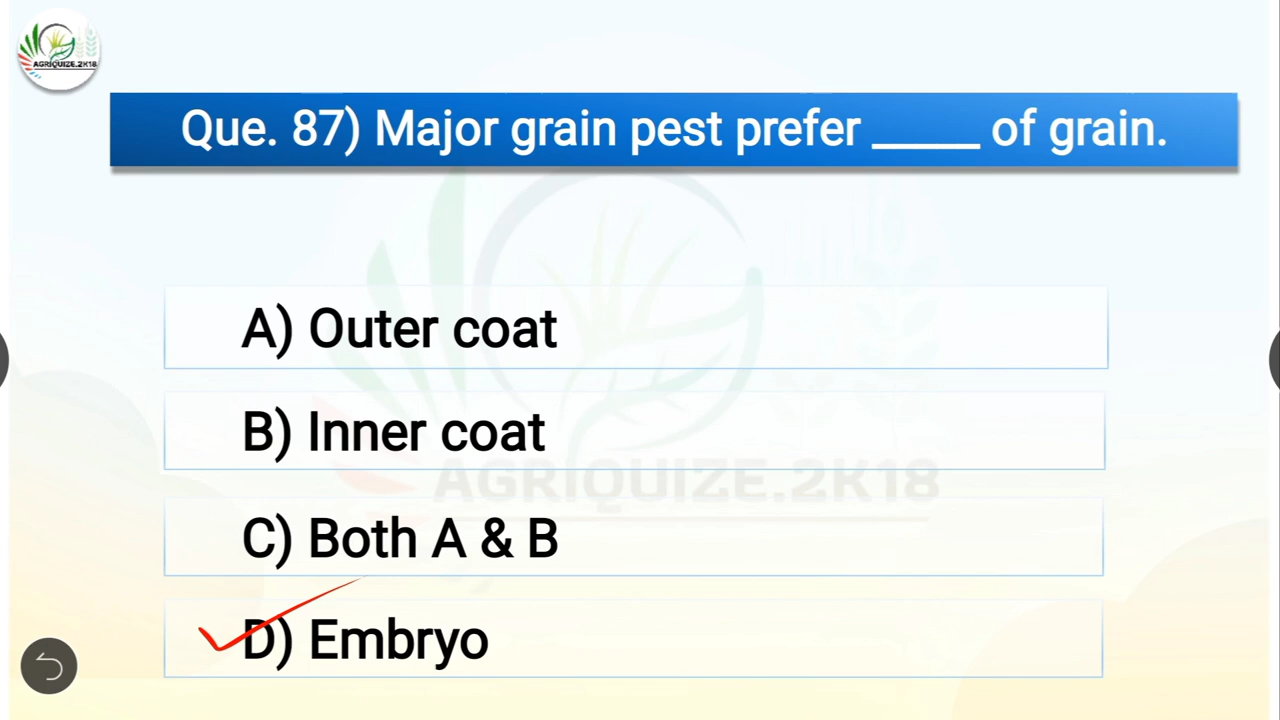 AGRIQUIZE.2K18
Que. 87) Major grain pest prefer _____ of grain.
A) Outer coat
B) Inner coat
AGRIQUIZE.2K18
C) Both A & B
D) Embryo